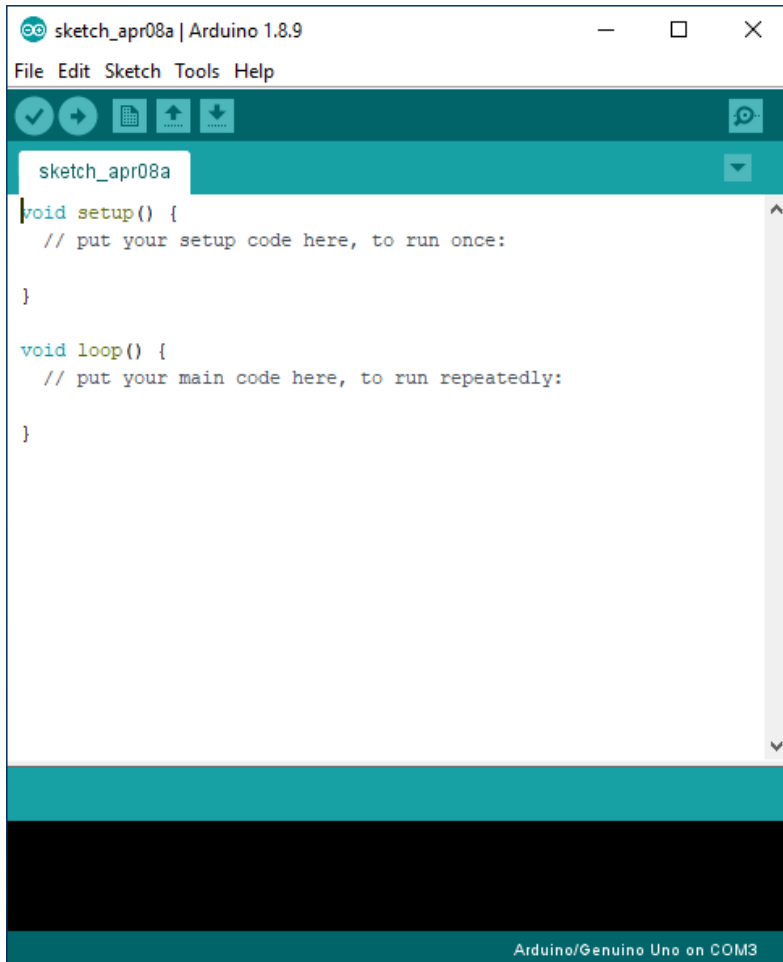 sketch_apr08a | Arduino 1.8.9
File Edit Sketch Tools Help
sketch_apr08a
void setup() {
  // put your setup code here, to run once:
}
void loop() {
  // put your main code here, to run repeatedly:
}
Arduino/Genuino Uno on COM3